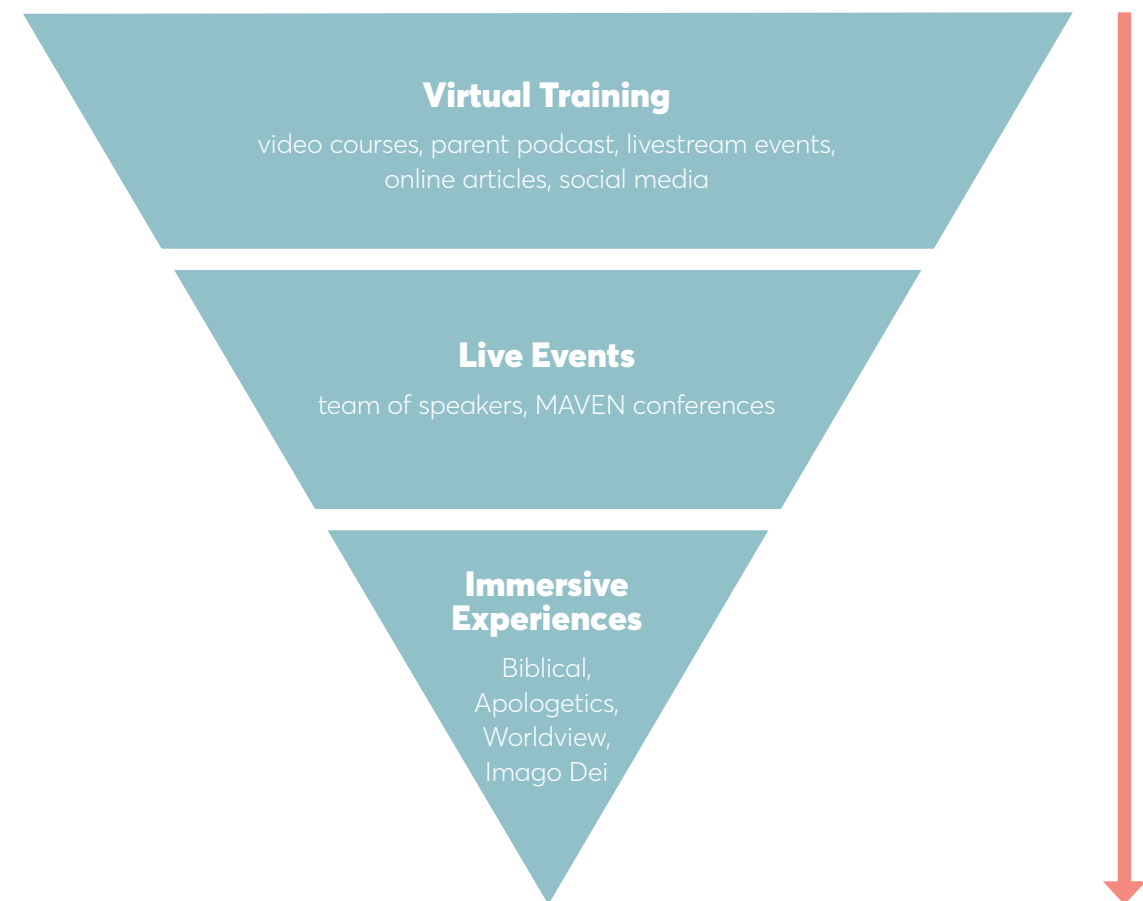 Virtual Training
video courses, parent podcast, livestream events,
online articles, social media
Live Events
team of speakers, MAVEN conferences
Immersive
Experiences
Biblical,
Apologetics,
Worldview,
Imago Dei